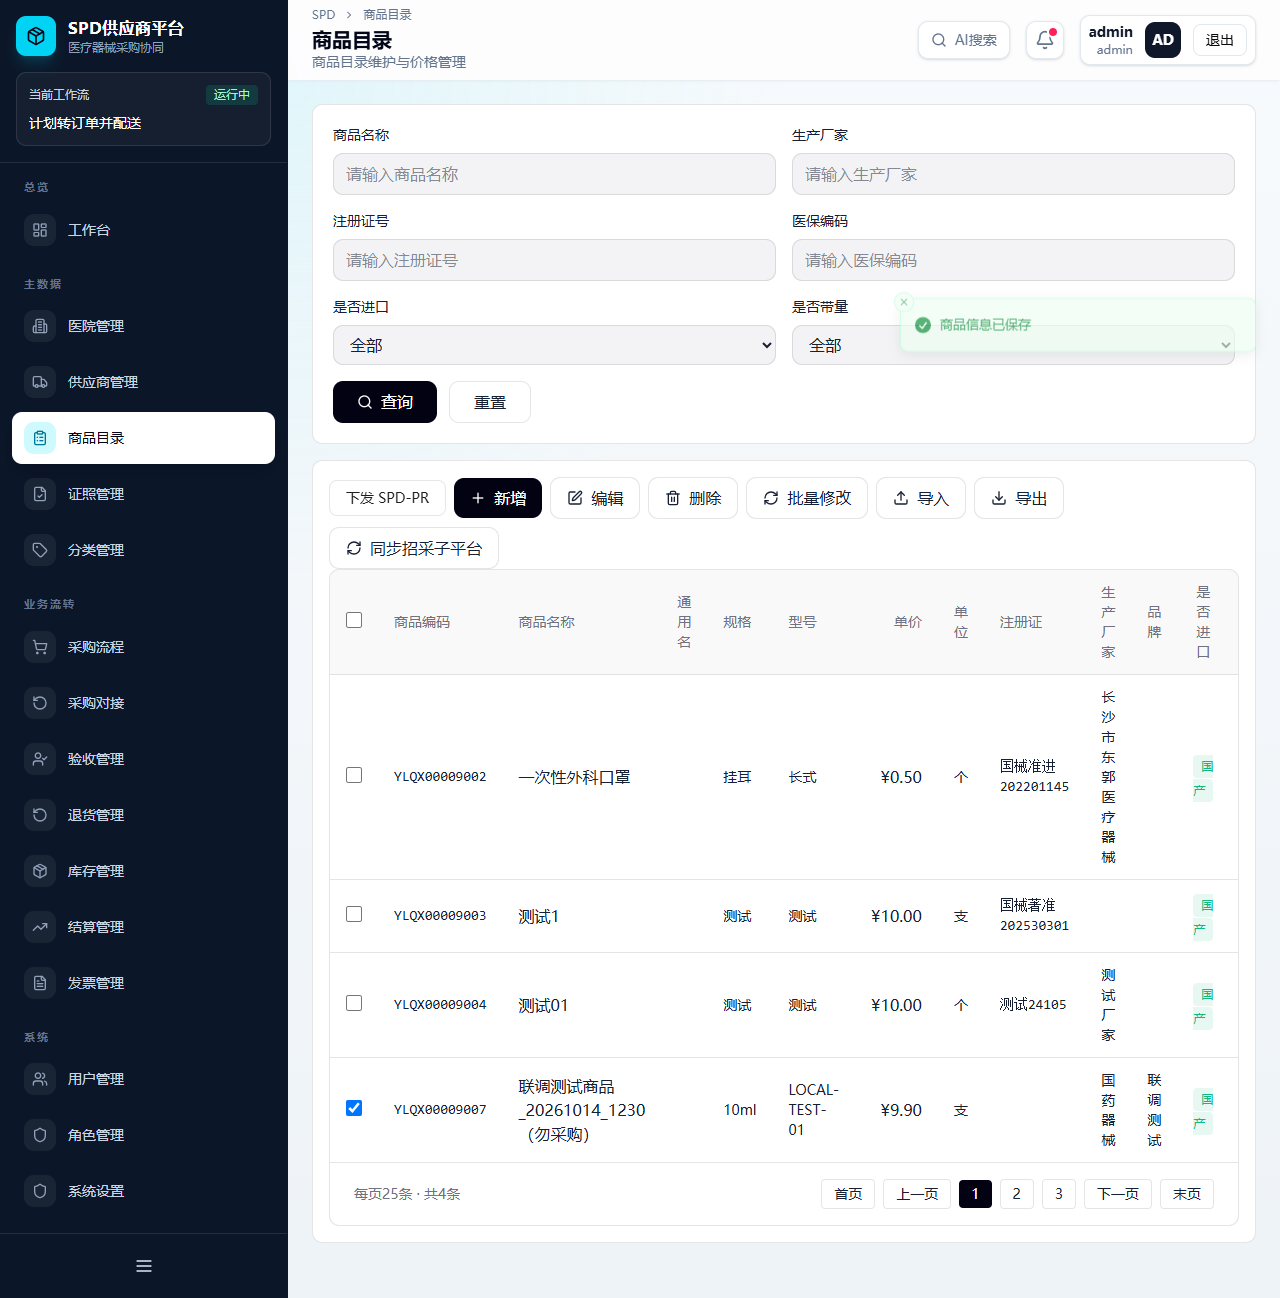 SPD供应商平台
医疗器械采购协同
当前工作流
运行中
计划转订单并配送
总览
工作台
主数据
医院管理
供应商管理
商品目录
证照管理
分类管理
业务流转
采购流程
采购对接
验收管理
退货管理
库存管理
结算管理
发票管理
系统
用户管理
角色管理
系统设置
SPD > 商品目录
商品目录
商品目录维护与价格管理
AI搜索
admin
admin
AD
退出
商品名称
请输入商品名称
生产厂家
请输入生产厂家
注册证号
请输入注册证号
医保编码
请输入医保编码
是否进口
全部
是否带量
全部
商品信息已保存
查询
重置
下发 SPD-PR
新增
编辑
删除
批量修改
导入
导出
同步招采子平台
商品编码
商品名称
通用名
规格
型号
单价
单位
注册证
生产厂家
品牌
是否进口
YLQX00009002
一次性外科口罩
挂耳
长式
¥0.50
个
国械准进
202201145
长沙市东郭医疗器械
国产
YLQX00009003
测试1
测试
测试
¥10.00
支
国械著准
202530301
国产
YLQX00009004
测试01
测试
测试
¥10.00
个
测试24105
测试厂家
国产
YLQX00009007
联调测试商品
_20261014_1230
（勿采购）
10ml
LOCAL-
TEST-
01
¥9.90
支
国药器械
联调测试
国产
每页25条 · 共4条
首页
上一页
1
2
3
下一页
末页